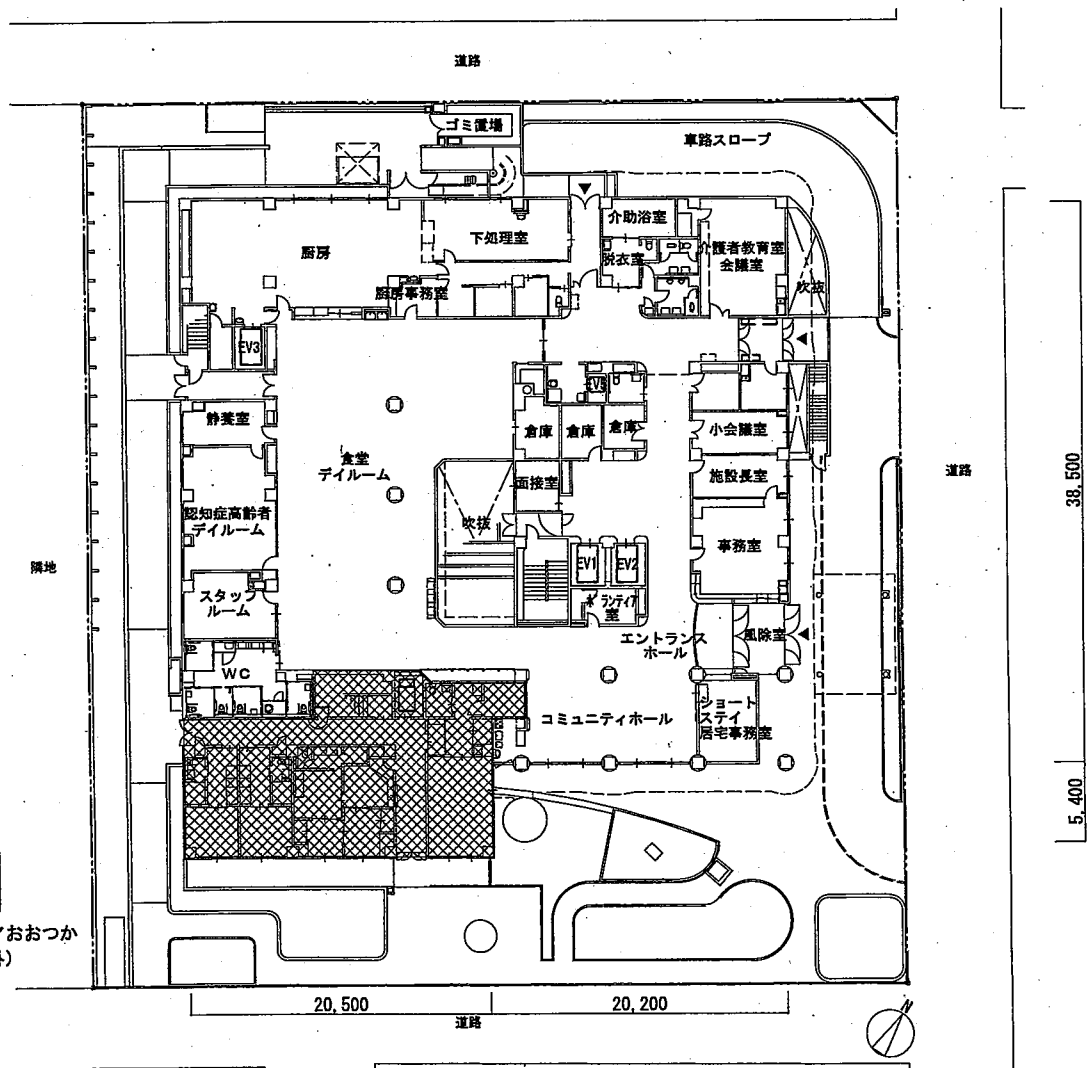 道路
ゴミ置場
車路スロープ
介助浴室
下処理室
厨房
脱衣室
介護者教育室
会議室
吹抜
厨房事務室
EV3
EV5
静養室
倉庫
倉庫
倉庫
小会議室
食堂
デイルーム
施設長室
面接室
道路
38,500
認知症高齢者
デイルーム
吹抜
事務室
隣地
EV1
EV2
スタッフ
ルーム
ボランティア
室
エントランス
ホール
風除室
WC
コミュニティホール
ショート
ステイ
居宅事務室
5,400
おおつか
20,500
20,200
道路
N